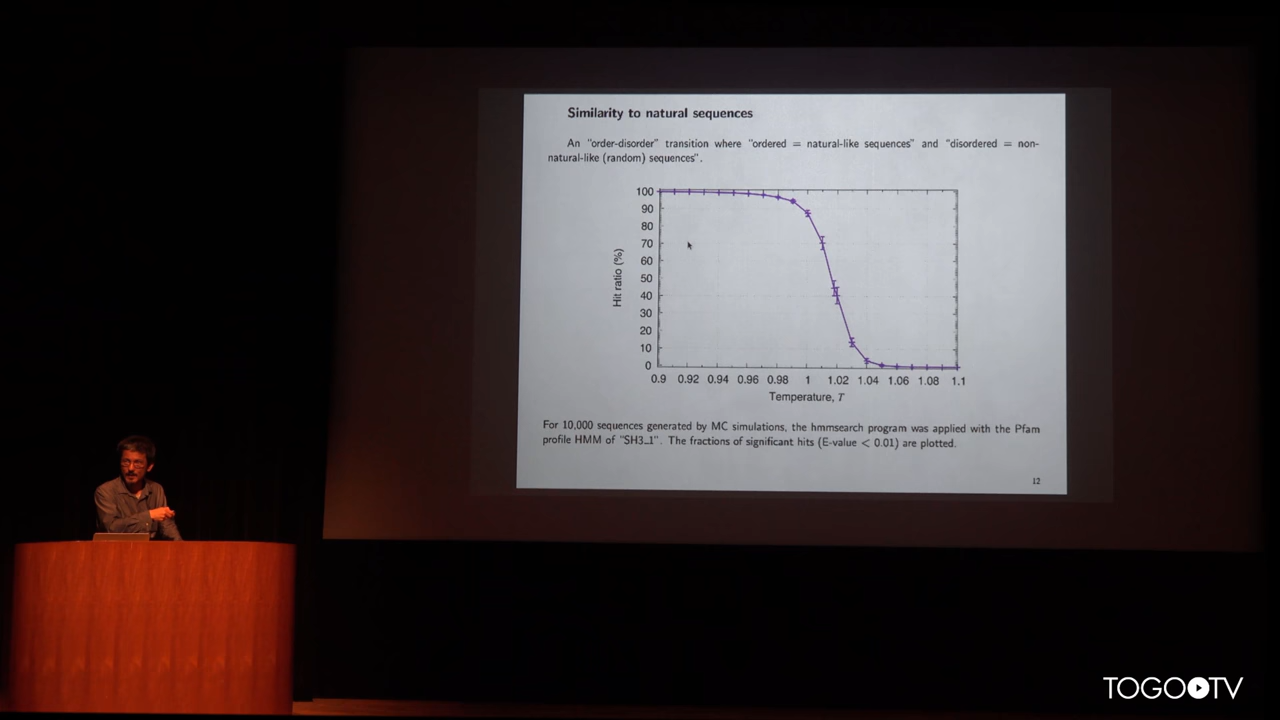 Similarity to natural sequences
An "order-disorder" transition where "ordered = natural-like sequences" and "disordered = non-
natural-like (random) sequences".
100
90
80
70
60
50
40
30
20
10
0
Hit ratio (%)
0.9 0.92 0.94 0.96 0.98 1 1.02 1.04 1.06 1.08 1.1
Temperature, T
For 10,000 sequences generated by MC simulations, the hmmsearch program was applied with the Pfam
profile HMM of "SH3_1". The fractions of significant hits (E-value < 0.01) are plotted.
12
TOGOTV